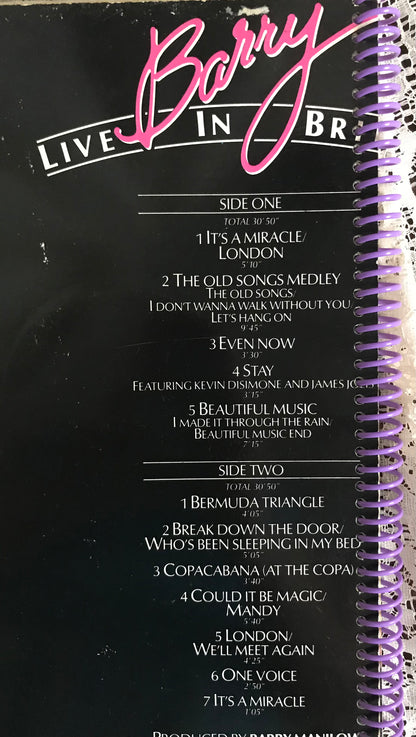 Barry
LIVE IN BR
SIDE ONE
TOTAL 30'50"
1 IT'S A MIRACLE/
LONDON
5'10"
2 THE OLD SONGS MEDLEY
THE OLD SONGS/
I DON'T WANNA WALK WITHOUT YOU/
LET'S HANG ON
9'45"
3 EVEN NOW
3'30"
4 STAY
FEATURING KEVIN DISIMONE AND JAMES JO
3'15"
5 BEAUTIFUL MUSIC
I MADE IT THROUGH THE RAIN/
BEAUTIFUL MUSIC END
7'15"
SIDE TWO
TOTAL 30'50"
1 BERMUDA TRIANGLE
4'05"
2 BREAK DOWN THE DOOR/
WHO'S BEEN SLEEPING IN MY BED
5'05"
3 COPACABANA (AT THE COPA)
3'40"
4 COULD IT BE MAGIC/
MANDY
5'40"
5 LONDON/
WE'LL MEET AGAIN
4'25"
6 ONE VOICE
2'50"
7 IT'S A MIRACLE
1'05"
PRODUCED BY BARRY MANILOW